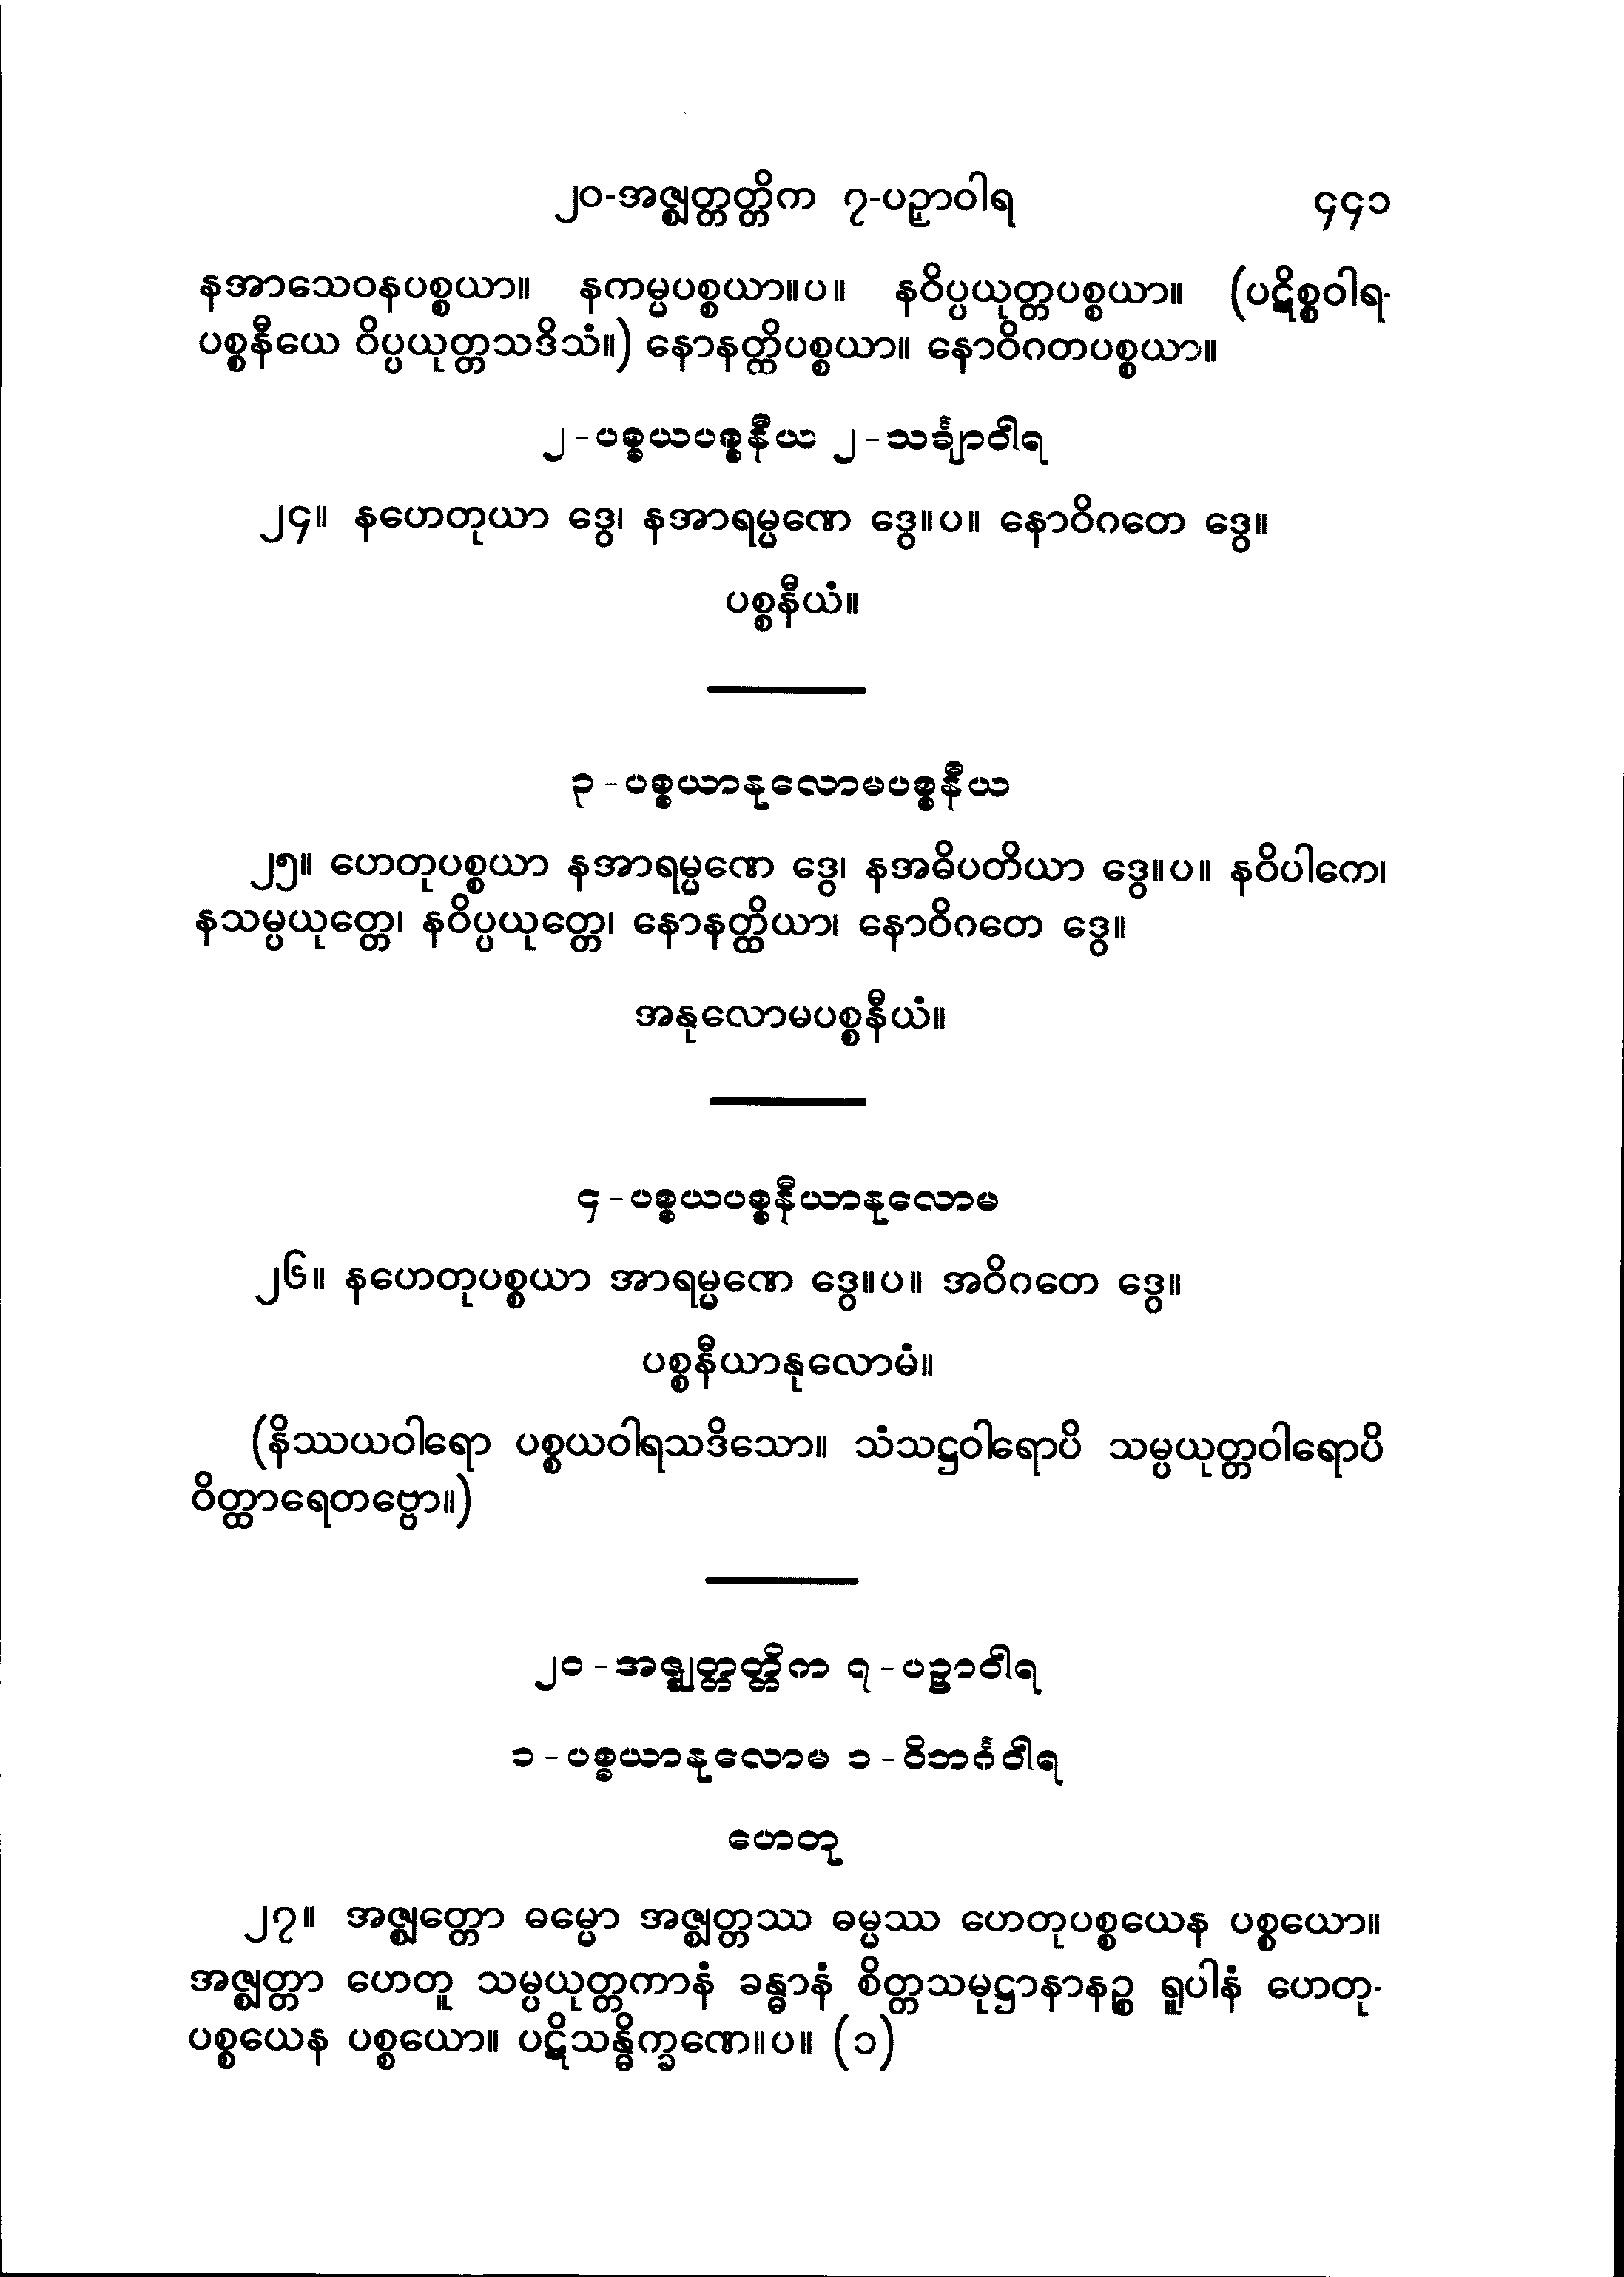 ၂၀-အဇ္ဈတ္တတ္တိက ၇-ပဉှာဝါရ ၄၄၁
နအာသေဝနပစ္စယာ။ နကမ္မပစ္စယာ။ပ။ နဝိပ္ပယုတ္တပစ္စယာ။ (ပဋိစ္စဝါရ-
ပစ္စနီယေ ဝိပ္ပယုတ္တသဒိသံ။) နောနတ္ထိပစ္စယာ။ နောဝိဂတပစ္စယာ။
၂-ပစ္စယပစ္စနီယ ၂-သင်္ချာဝါရ
၂၄။ နဟေတုယာ ဒွေ၊ နအာရမ္မဏေ ဒွေ။ပ။ နောဝိဂတေ ဒွေ။
ပစ္စနီယံ။
၃-ပစ္စယာနုလောမပစ္စနီယ
၂၅။ ဟေတုပစ္စယာ နအာရမ္မဏေ ဒွေ၊ နအဓိပတိယာ ဒွေ။ပ။ နဝိပါကေ၊
နသမ္ပယုတ္တေ၊ နဝိပ္ပယုတ္တေ၊ နောနတ္ထိယာ၊ နောဝိဂတေ ဒွေ။
အနုလောမပစ္စနီယံ။
၄-ပစ္စယပစ္စနီယာနုလောမ
၂၆။ နဟေတုပစ္စယာ အာရမ္မဏေ ဒွေ။ပ။ အဝိဂတေ ဒွေ။
ပစ္စနီယာနုလောမံ။
(နိဿယဝါရော ပစ္စယဝါရသဒိသော။ သံသဋ္ဌဝါရောပိ သမ္ပယုတ္တဝါရောပိ
ဝိတ္ထာရေတဗ္ဗော။)
၂၀-အဇ္ဈတ္တတ္တိက ၇-ပဉှာဝါရ
၁-ပစ္စယာနုလောမ ၁-ဝိဘင်္ဂဝါရ
ဟေတု
၂၇။ အဇ္ဈတ္တော ဓမ္မော အဇ္ဈတ္တဿ ဓမ္မဿ ဟေတုပစ္စယေန ပစ္စယော။
အဇ္ဈတ္တာ ဟေတူ သမ္ပယုတ္တကာနံ ခန္ဓာနံ စိတ္တသမုဋ္ဌာနာနဉ္စ ရူပါနံ ဟေတု-
ပစ္စယေန ပစ္စယော။ ပဋိသန္ဓိက္ခဏေ။ပ။ (၁)